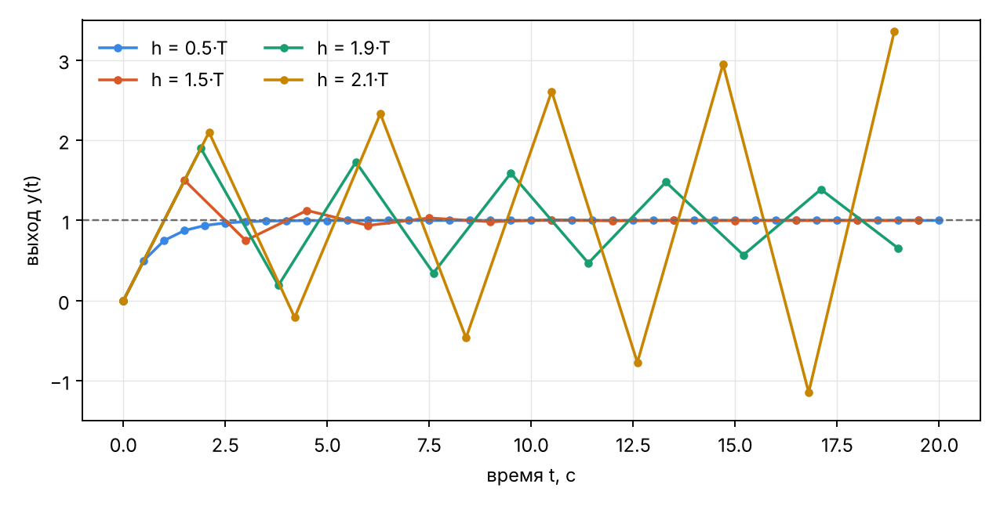 h = 0.5·T
h = 1.5·T
h = 1.9·T
h = 2.1·T
выход y(t)
3
2
1
0
−1
0.0 2.5 5.0 7.5 10.0 12.5 15.0 17.5 20.0
время t, с